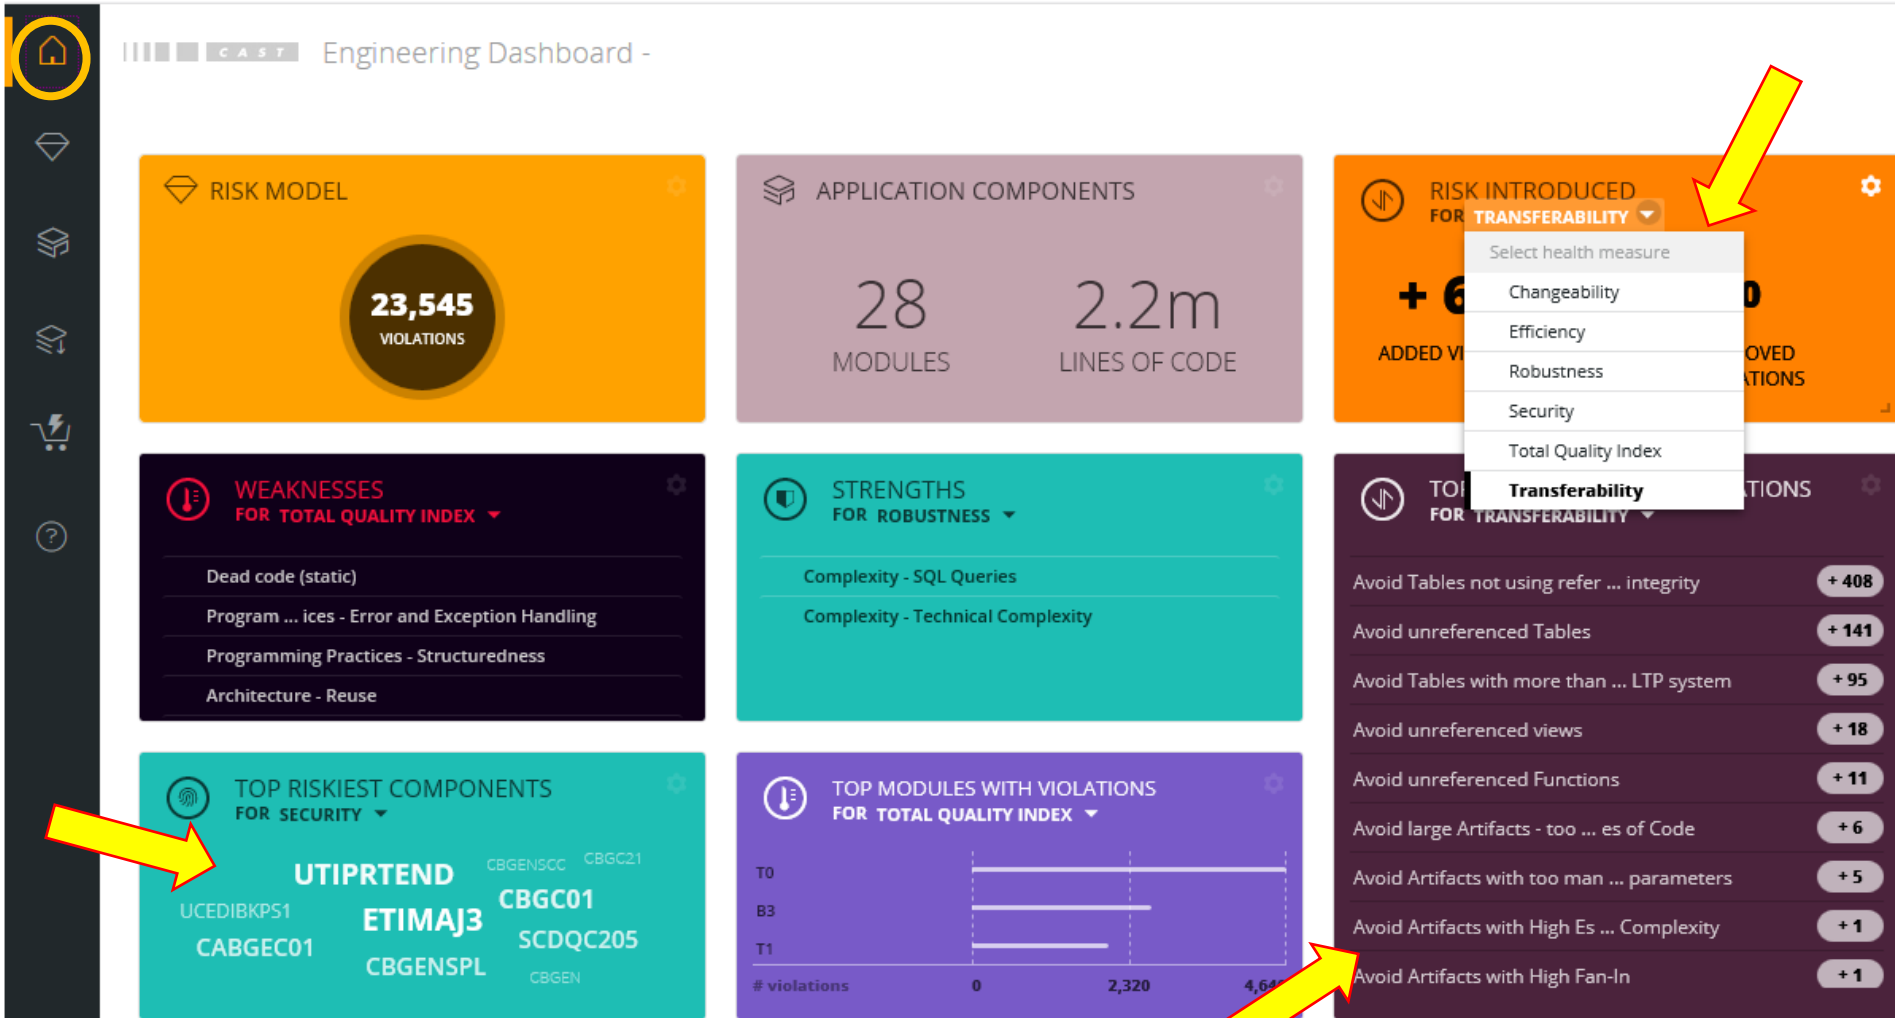 CAST Engineering Dashboard -
RISK MODEL
23,545
VIOLATIONS
APPLICATION COMPONENTS
28
MODULES
2.2m
LINES OF CODE
RISK INTRODUCED
FOR TRANSFERABILITY
Select health measure
Changeability
Efficiency
Robustness
Security
Total Quality Index
Transferability
+ 6
ADDED
WEAKNESSES
FOR TOTAL QUALITY INDEX
Dead code (static)
Program ... ices - Error and Exception Handling
Programming Practices - Structuredness
Architecture - Reuse
STRENGTHS
FOR ROBUSTNESS
Complexity - SQL Queries
Complexity - Technical Complexity
FOR TRANSFERABILITY
Avoid Tables not using refer ... integrity + 408
Avoid unreferenced Tables + 141
Avoid Tables with more than ... LTP system + 95
Avoid unreferenced views + 18
Avoid unreferenced Functions + 11
Avoid large Artifacts - too ... es of Code + 6
Avoid Artifacts with too man ... parameters + 5
Avoid Artifacts with High Es ... Complexity + 1
Avoid Artifacts with High Fan-In + 1
TOP RISKIEST COMPONENTS
FOR SECURITY
UTIPRTEND CBGENSCC CBGC21
UCEDIBKPS1 ETIMAJ3 CBGC01
CABGEC01 CBGENSPL SCDQC205
CBGEN
TOP MODULES WITH VIOLATIONS
FOR TOTAL QUALITY INDEX
T0
B3
T1
# violations 0 2,320